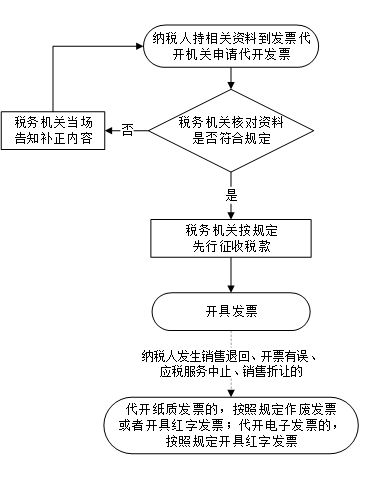 纳税人持相关资料到发票代
开机关申请代开发票
税务机关核对资料
是否符合规定
否
税务机关当场
告知补正内容
是
税务机关按规定
先行征收税款
开具发票
纳税人发生销售退回、开票有误、
应税服务中止、销售折让的
代开纸质发票的，按照规定作废发票
或者开具红字发票；代开电子发票的，
按照规定开具红字发票